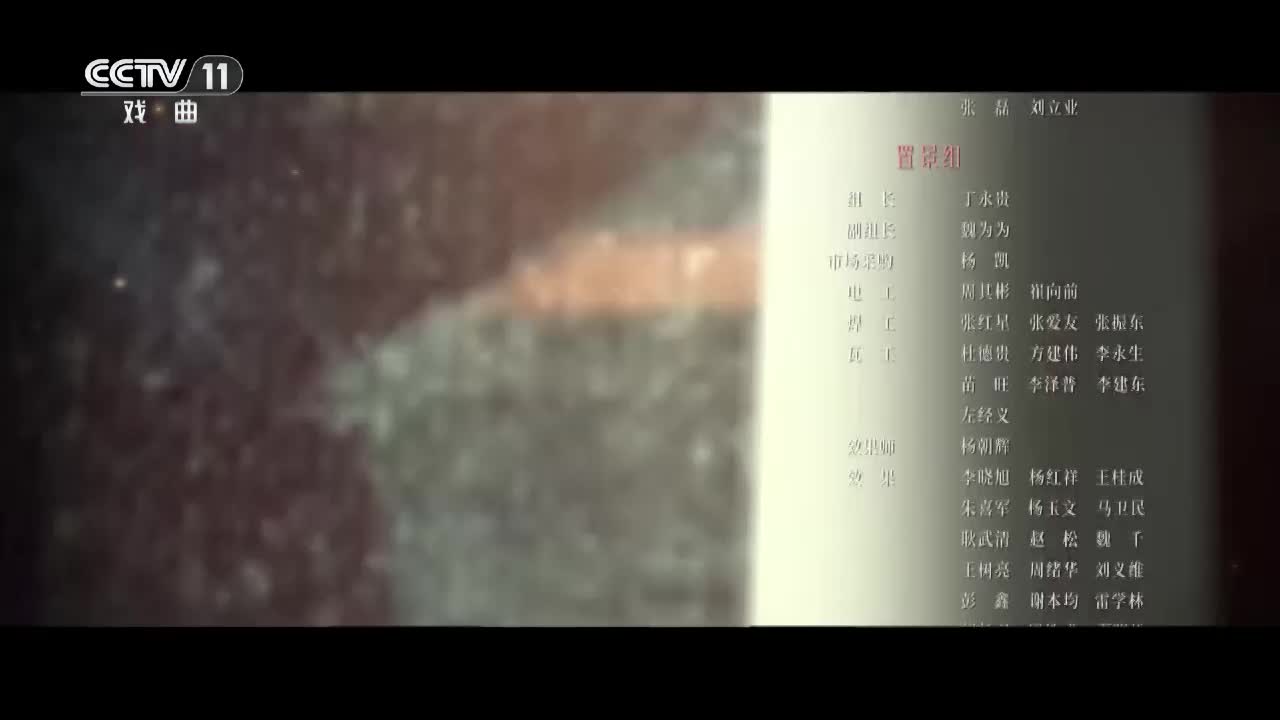 CCTV 11
戏曲
张磊 刘立业
置景组
组长 丁永贵
副组长 魏为为
市场采购 杨凯
电工 周其彬 崔向前
焊工 张红星 张爱友 张振东
瓦工 杜德贵 方建伟 李永生
苗旺 李泽普 李建东
左经义
效果师 杨朝辉
效果 李晓旭 杨红祥 王桂成
朱喜军 杨玉文 马卫民
耿武清 赵松 魏千
王树亮 周绪华 刘义维
彭鑫 谢本均 雷学林